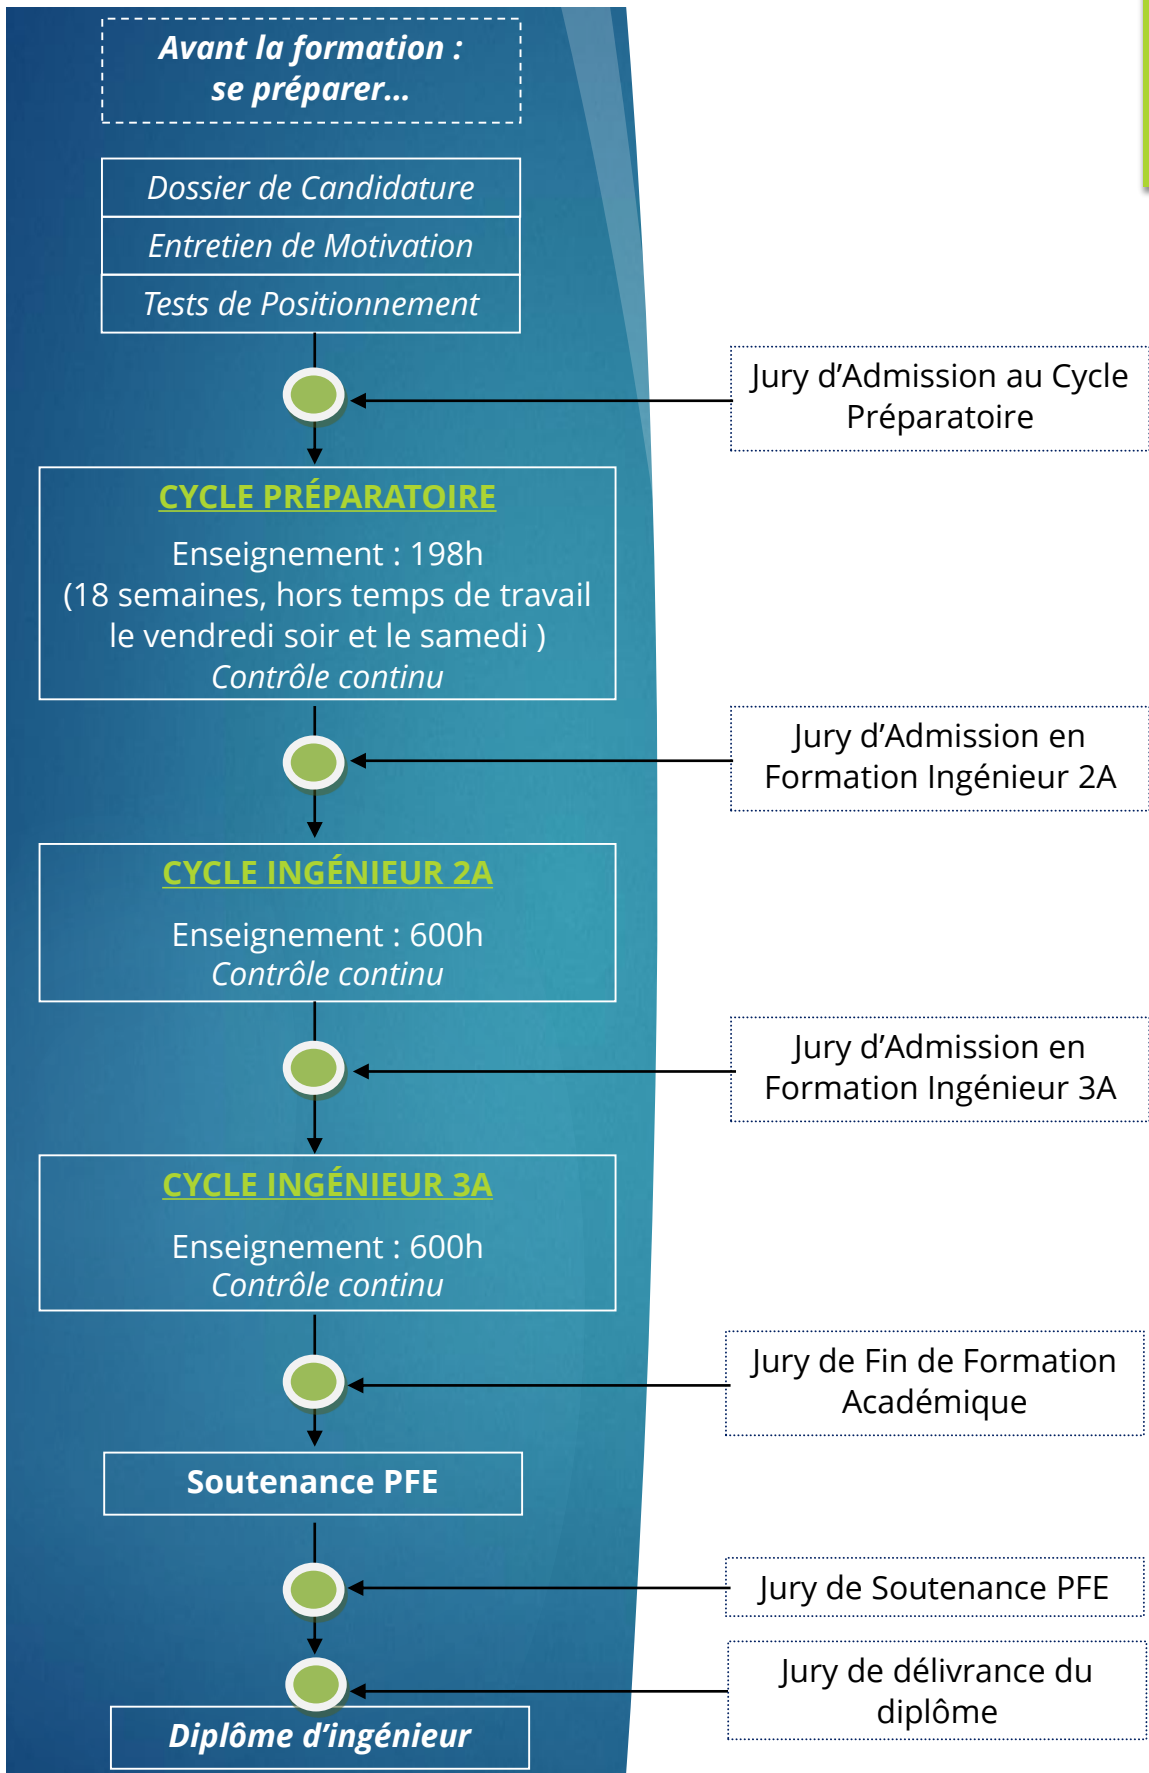 Avant la formation :
se préparer...
Dossier de Candidature
Entretien de Motivation
Tests de Positionnement
Jury d’Admission au Cycle
Préparatoire
CYCLE PRÉPARATOIRE
Enseignement : 198h
(18 semaines, hors temps de travail
le vendredi soir et le samedi )
Contrôle continu
Jury d’Admission en
Formation Ingénieur 2A
CYCLE INGÉNIEUR 2A
Enseignement : 600h
Contrôle continu
Jury d’Admission en
Formation Ingénieur 3A
CYCLE INGÉNIEUR 3A
Enseignement : 600h
Contrôle continu
Jury de Fin de Formation
Académique
Soutenance PFE
Jury de Soutenance PFE
Jury de délivrance du
diplôme
Diplôme d’ingénieur